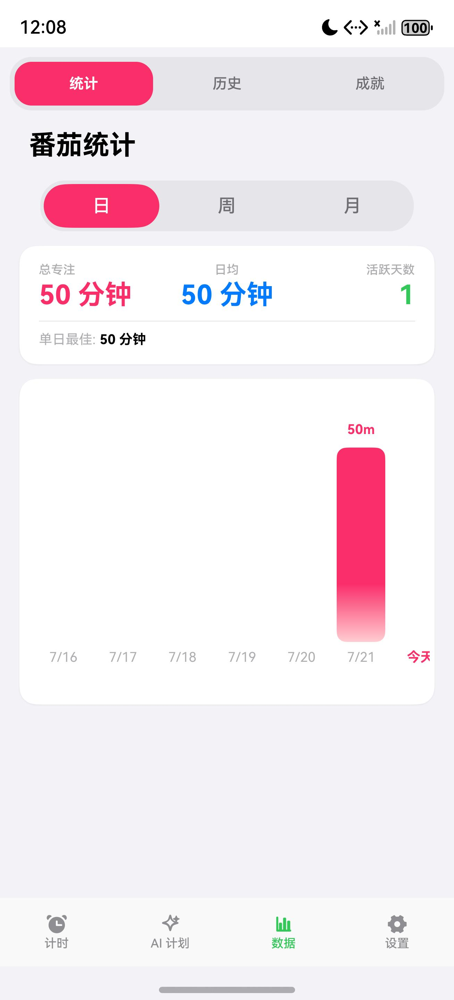 12:08
100
统计 历史 成就
番茄统计
日 周 月
总专注 日均 活跃天数
50 分钟 50 分钟 1
单日最佳: 50 分钟
50m
7/16 7/17 7/18 7/19 7/20 7/21 今天
计时 AI 计划 数据 设置